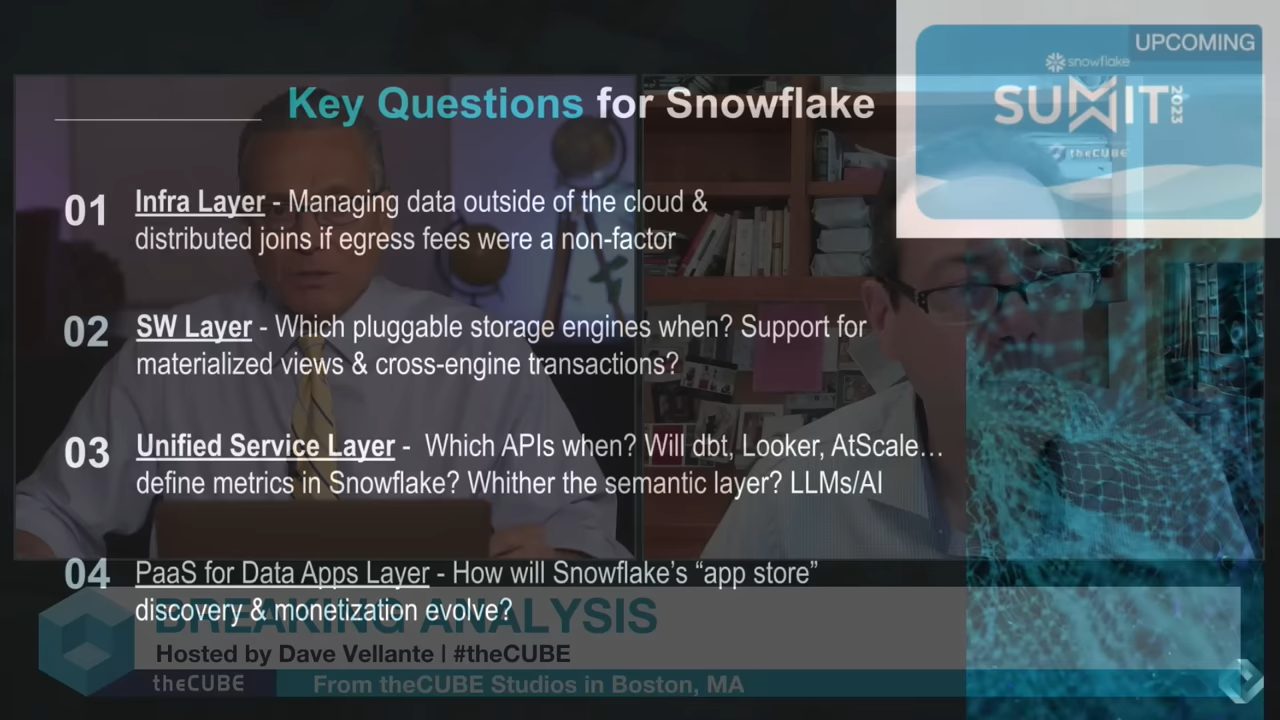 UPCOMING
snowflake
SUMMIT 2023
theCUBE
Key Questions for Snowflake
01 Infra Layer - Managing data outside of the cloud &
distributed joins if egress fees were a non-factor
02 SW Layer - Which pluggable storage engines when? Support for
materialized views & cross-engine transactions?
03 Unified Service Layer - Which APIs when? Will dbt, Looker, AtScale…
define metrics in Snowflake? Whither the semantic layer? LLMs/AI
04 PaaS for Data Apps Layer - How will Snowflake's “app store”
discovery & monetization evolve?
BREAKING ANALYSIS
Hosted by Dave Vellante | #theCUBE
theCUBE From theCUBE Studios in Boston, MA